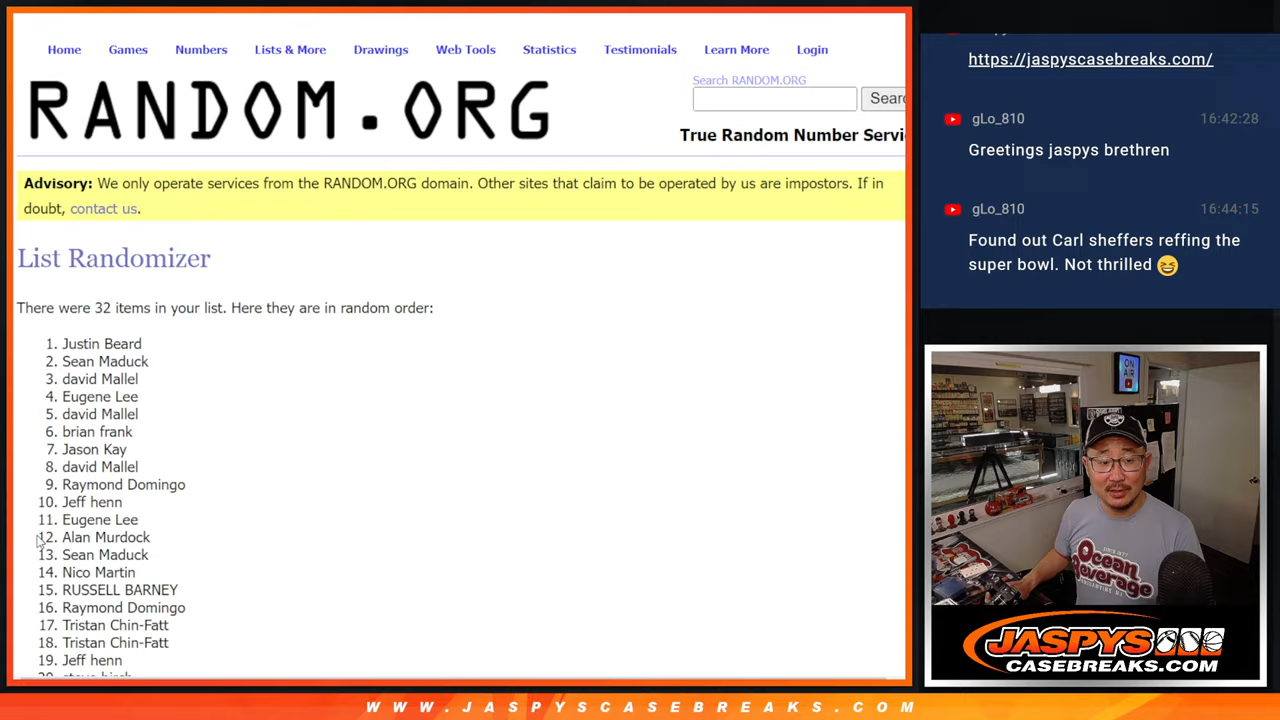 Home Games Numbers Lists & More Drawings Web Tools Statistics Testimonials Learn More Login
RANDOM.ORG
Search RANDOM.ORG
True Random Number Servi
Advisory: We only operate services from the RANDOM.ORG domain. Other sites that claim to be operated by us are impostors. If in
doubt, contact us.
List Randomizer
There were 32 items in your list. Here they are in random order:
1. Justin Beard
2. Sean Maduck
3. david Mallel
4. Eugene Lee
5. david Mallel
6. brian frank
7. Jason Kay
8. david Mallel
9. Raymond Domingo
10. Jeff henn
11. Eugene Lee
12. Alan Murdock
13. Sean Maduck
14. Nico Martin
15. RUSSELL BARNEY
16. Raymond Domingo
17. Tristan Chin-Fatt
18. Tristan Chin-Fatt
19. Jeff henn
https://jaspyscasebreaks.com/
gLo_810 16:42:28
Greetings jaspys brethren
gLo_810 16:44:15
Found out Carl sheffers reffing the
super bowl. Not thrilled 😆
ON
AIR
Ocean
Beverage
JASPYS
CASEBREAKS.COM
WWW.JASPYSCASEBREAKS.COM